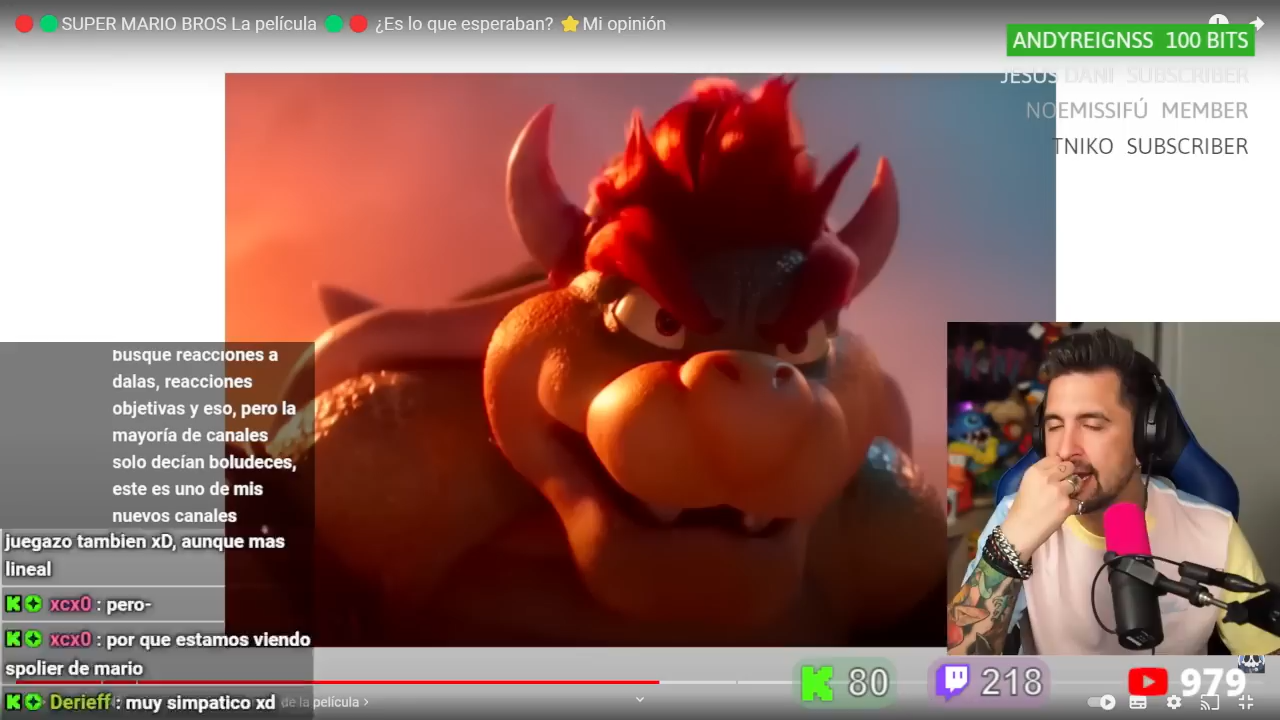 SUPER MARIO BROS La película ¿Es lo que esperaban? Mi opinión
ANDYREIGNSS 100 BITS
JESUS DANI SUBSCRIBER
NOEMISSIFÚ MEMBER
TNIKO SUBSCRIBER
busque reacciones a
dalas, reacciones
objetivas y eso, pero la
mayoría de canales
solo decían boludeces,
este es uno de mis
nuevos canales
juegazo tambien xD, aunque mas
lineal
xcx0 : pero-
xcx0 : por que estamos viendo
spolier de mario
Derieff : muy simpatico xd
de la película
80
218
979